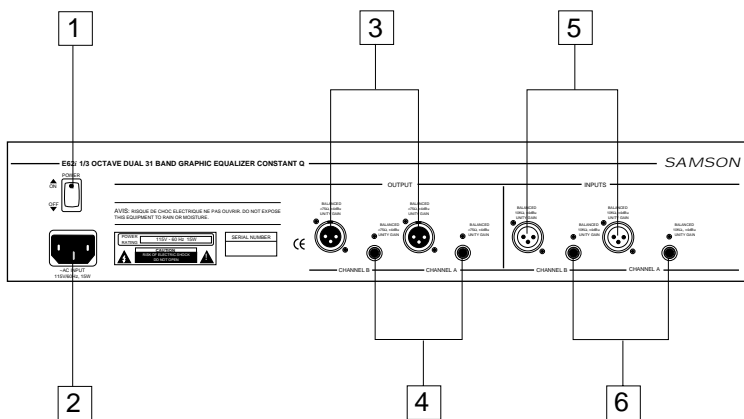 1
3
5
E62i 1/3 OCTAVE DUAL 31 BAND GRAPHIC EQUALIZER CONSTANT Q
SAMSON
POWER
ON
OFF
OUTPUT
INPUTS
AVIS: RISQUE DE CHOC ELECTRIQUE NE PAS OUVRIR. DO NOT EXPOSE
THIS EQUIPMENT TO RAIN OR MOISTURE.
POWER
RATING
115V - 60 Hz 15W
SERIAL NUMBER
CAUTION
RISK OF ELECTRIC SHOCK
DO NOT OPEN
CE
BALANCED
UNITY GAIN
BALANCED
UNITY GAIN
BALANCED
UNITY GAIN
BALANCED
UNITY GAIN
BALANCED
UNITY GAIN
BALANCED
UNITY GAIN
BALANCED
UNITY GAIN
BALANCED
UNITY GAIN
~AC INPUT
115V/60Hz, 15W
CHANNEL B
CHANNEL A
CHANNEL B
CHANNEL A
2
4
6